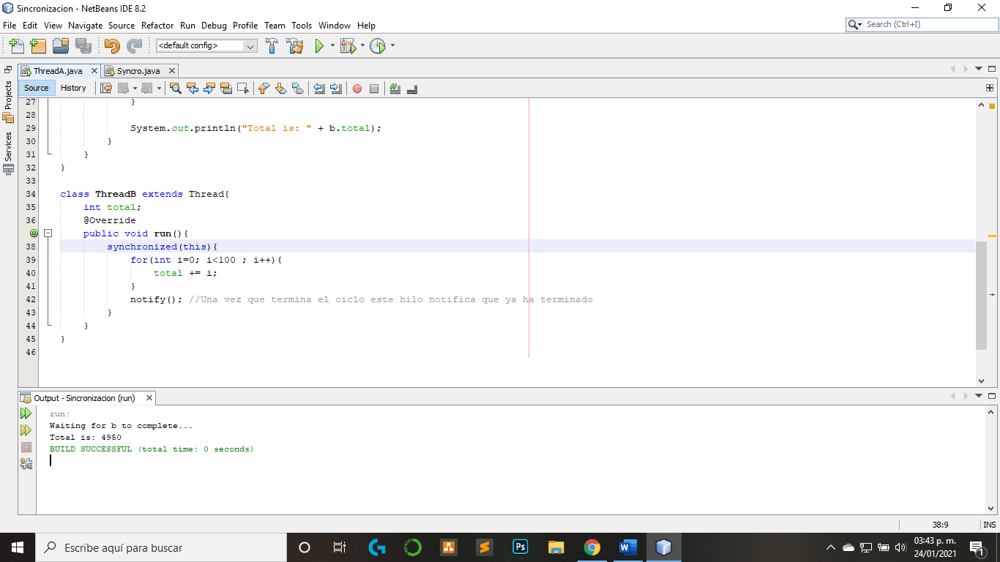 Sincronizacion - NetBeans IDE 8.2
File Edit View Navigate Source Refactor Run Debug Profile Team Tools Window Help
Search (Ctrl+I)
<default config>
ThreadA.java
Syncro.java
Projects
Services
Source History
27 }
28
29 System.out.println("Total is: " + b.total);
30 }
31 }
32 }
33
34 class ThreadB extends Thread{
35 int total;
36 @Override
public void run(){
38 synchronized(this){
39 for(int i=0; i<100 ; i++){
40 total += i;
41 }
42 notify(); //Una vez que termina el ciclo este hilo notifica que ya ha terminado
43 }
44 }
45 }
46
Output - Sincronizacion (run)
run:
Waiting for b to complete...
Total is: 4950
BUILD SUCCESSFUL (total time: 0 seconds)
38:9 INS
Escribe aquí para buscar
Ps
03:43 p. m.
24/01/2021
1